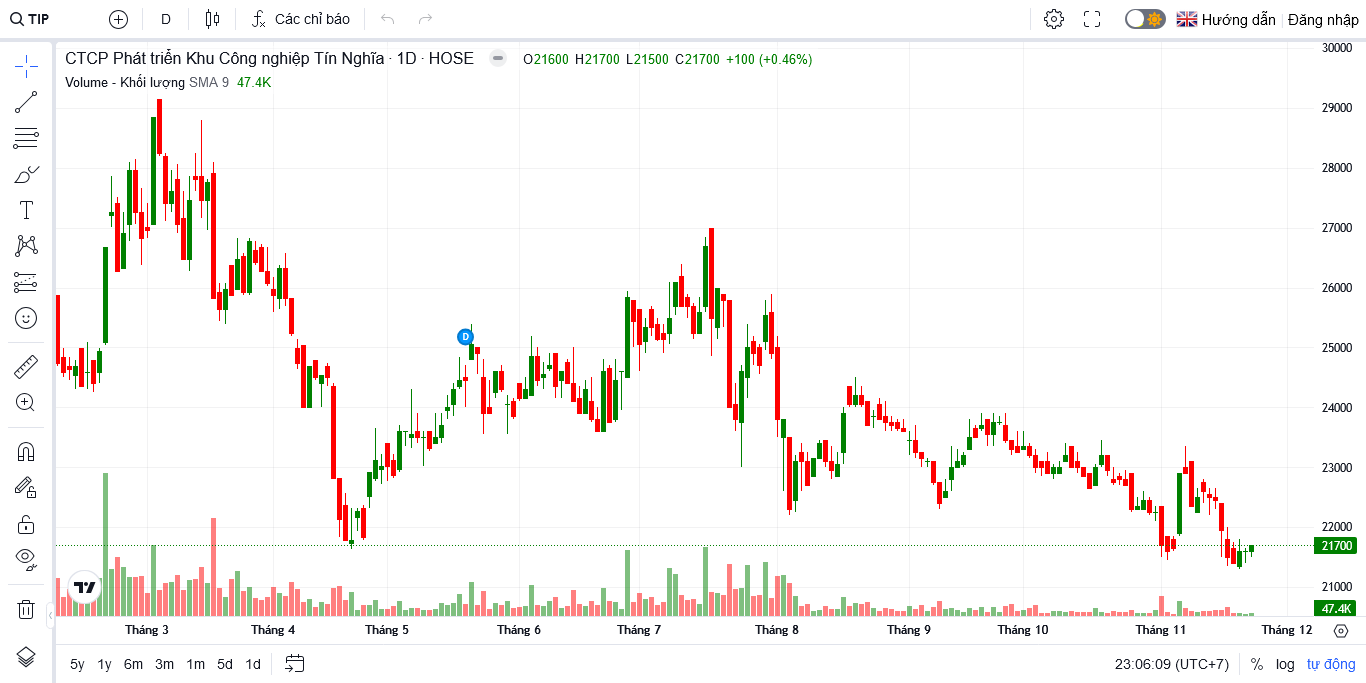 TIP D Các chỉ báo Hướng dẫn Đăng nhập
CTCP Phát triển Khu Công nghiệp Tín Nghĩa · 1D · HOSE O21600 H21700 L21500 C21700 +100 (+0.46%)
Volume - Khối lượng SMA 9 47.4K
30000
29000
28000
27000
26000
25000
24000
23000
22000
21700
21000
47.4K
D
Tháng 3 Tháng 4 Tháng 5 Tháng 6 Tháng 7 Tháng 8 Tháng 9 Tháng 10 Tháng 11 Tháng 12
5y 1y 6m 3m 1m 5d 1d 23:06:09 (UTC+7) % log tự động